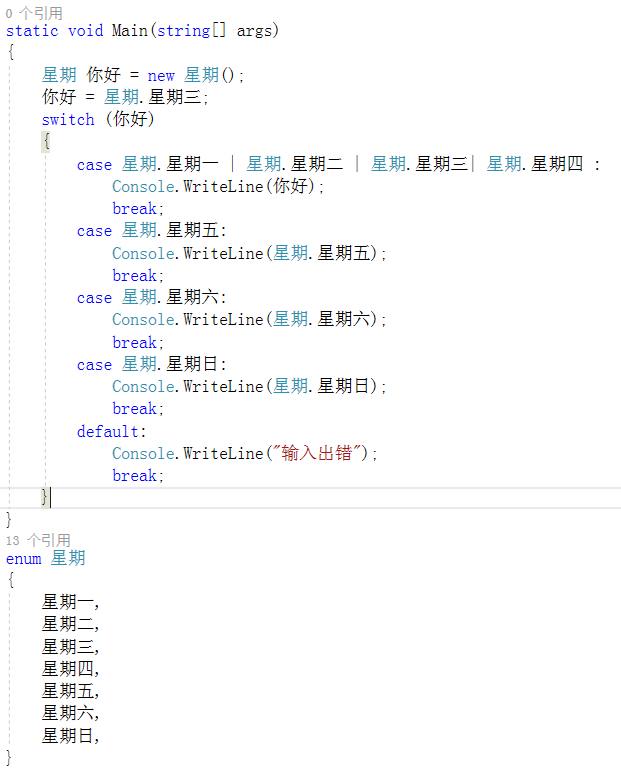 0 个引用
static void Main(string[] args)
{
    星期 你好 = new 星期();
    你好 = 星期.星期三;
    switch (你好)
    {
        case 星期.星期一 | 星期.星期二 | 星期.星期三| 星期.星期四 :
            Console.WriteLine(你好);
            break;
        case 星期.星期五:
            Console.WriteLine(星期.星期五);
            break;
        case 星期.星期六:
            Console.WriteLine(星期.星期六);
            break;
        case 星期.星期日:
            Console.WriteLine(星期.星期日);
            break;
        default:
            Console.WriteLine("输入出错");
            break;
    }
}
13 个引用
enum 星期
{
    星期一,
    星期二,
    星期三,
    星期四,
    星期五,
    星期六,
    星期日,
}